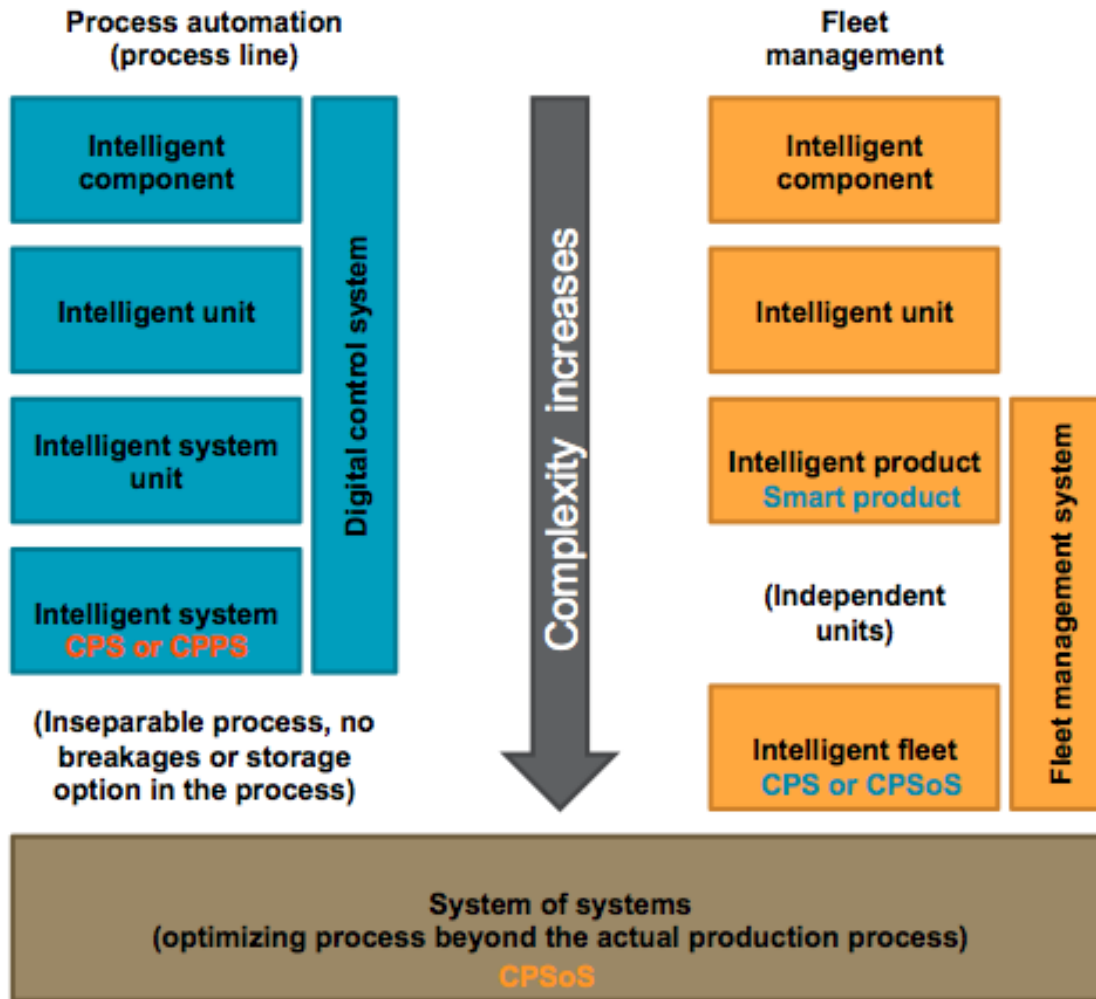 Process automation
(process line)
Intelligent
component
Intelligent unit
Intelligent system
unit
Intelligent system
CPS or CPPS
Digital control system
(Inseparable process, no
breakages or storage
option in the process)
Complexity increases
Fleet
management
Intelligent
component
Intelligent unit
Intelligent product
Smart product
(Independent
units)
Intelligent fleet
CPS or CPSoS
Fleet management system
System of systems
(optimizing process beyond the actual production process)
CPSoS